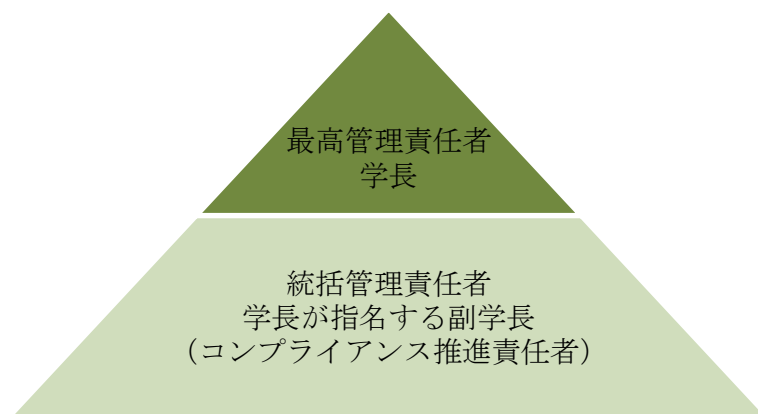 最高管理責任者
学長
統括管理責任者
学長が指名する副学長
（コンプライアンス推進責任者）